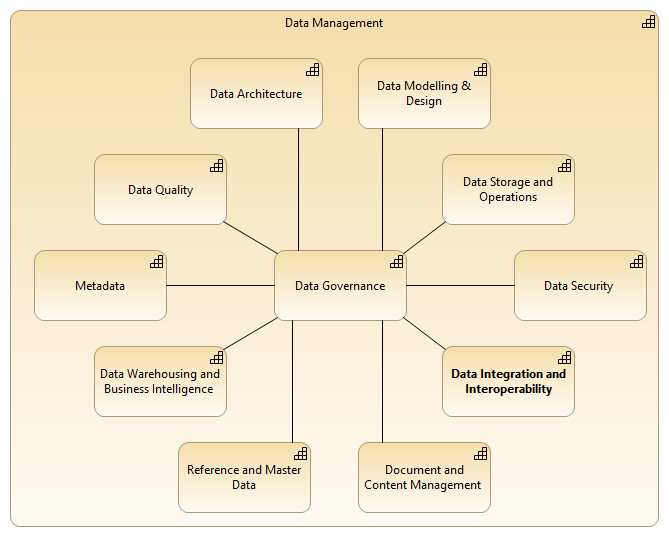 Data Management
Data Architecture
Data Modelling &
Design
Data Quality
Data Storage and
Operations
Metadata
Data Governance
Data Security
Data Warehousing and
Business Intelligence
Data Integration and
Interoperability
Reference and Master
Data
Document and
Content Management